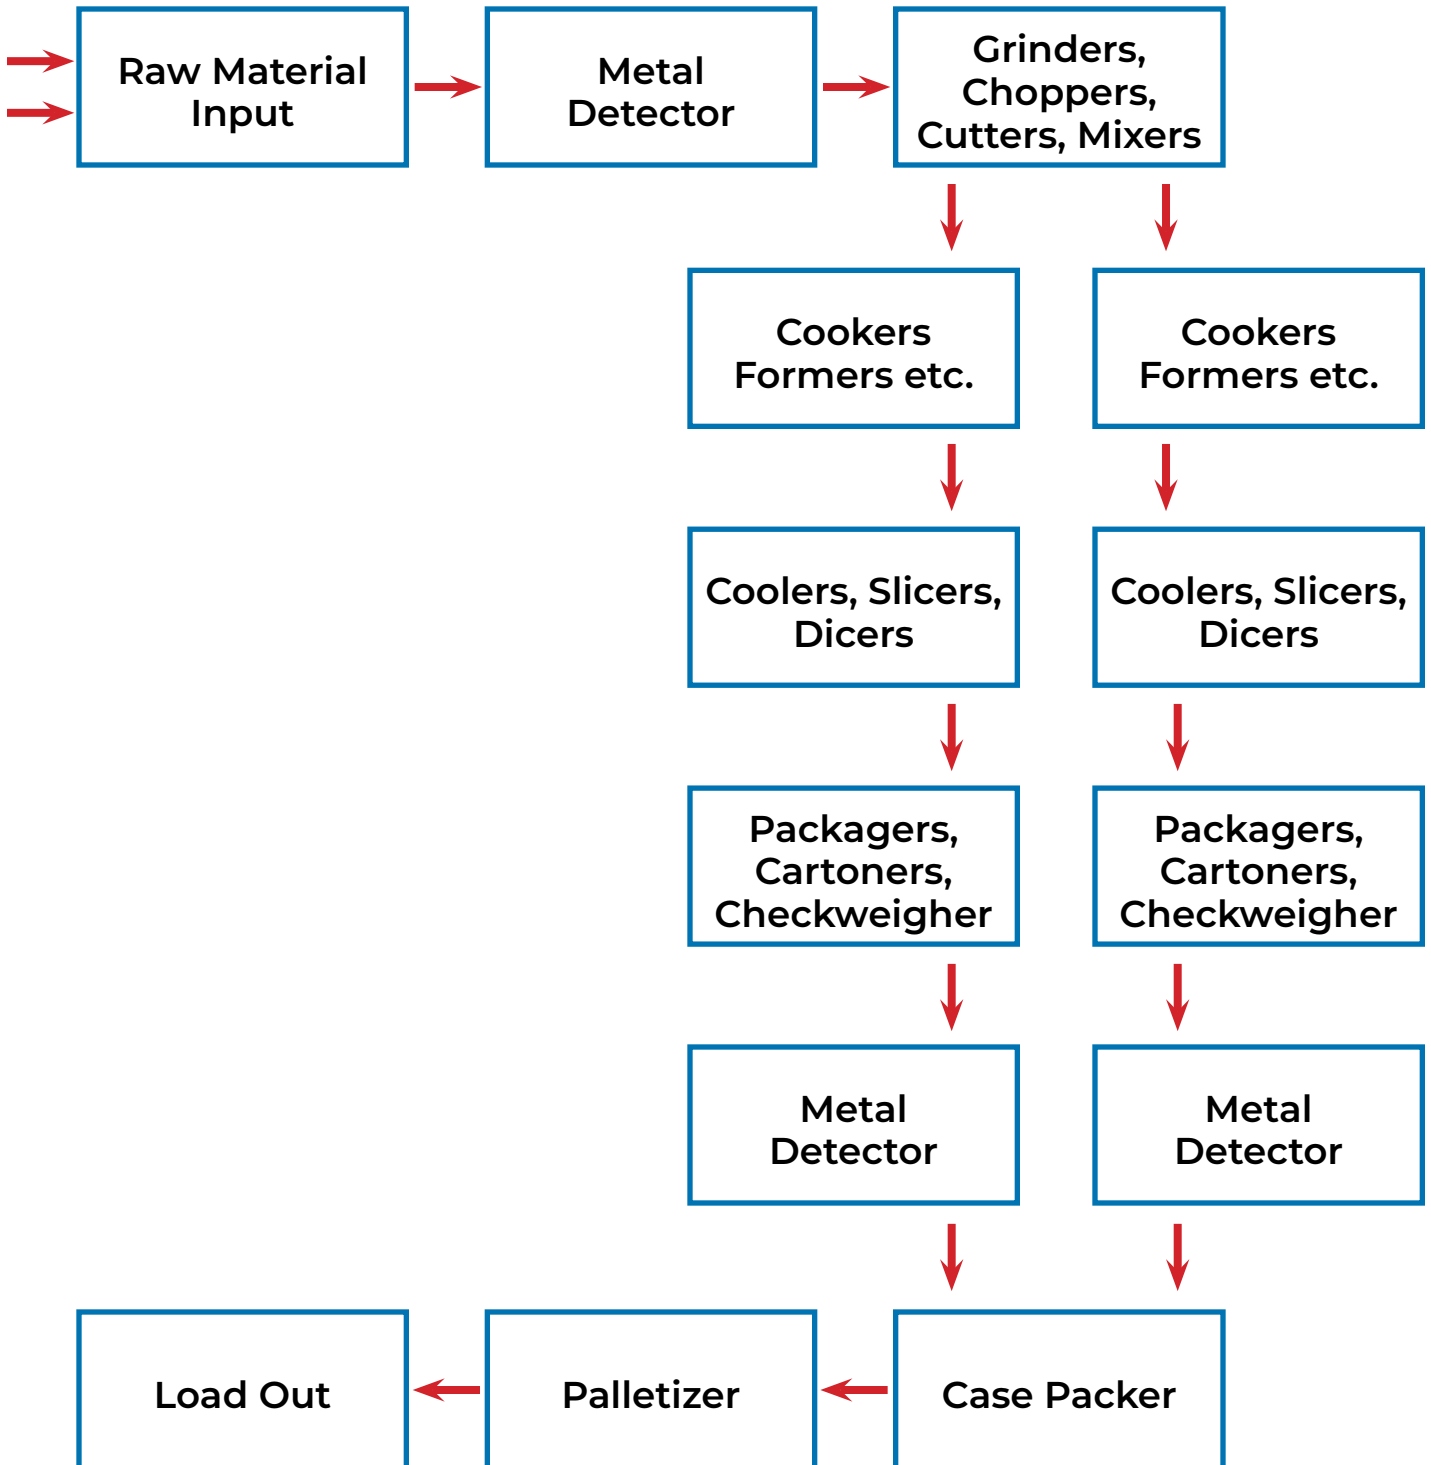 Raw Material
Input
Metal
Detector
Grinders,
Choppers,
Cutters, Mixers
Cookers
Formers etc.
Cookers
Formers etc.
Coolers, Slicers,
Dicers
Coolers, Slicers,
Dicers
Packagers,
Cartoners,
Checkweigher
Packagers,
Cartoners,
Checkweigher
Metal
Detector
Metal
Detector
Load Out
Palletizer
Case Packer